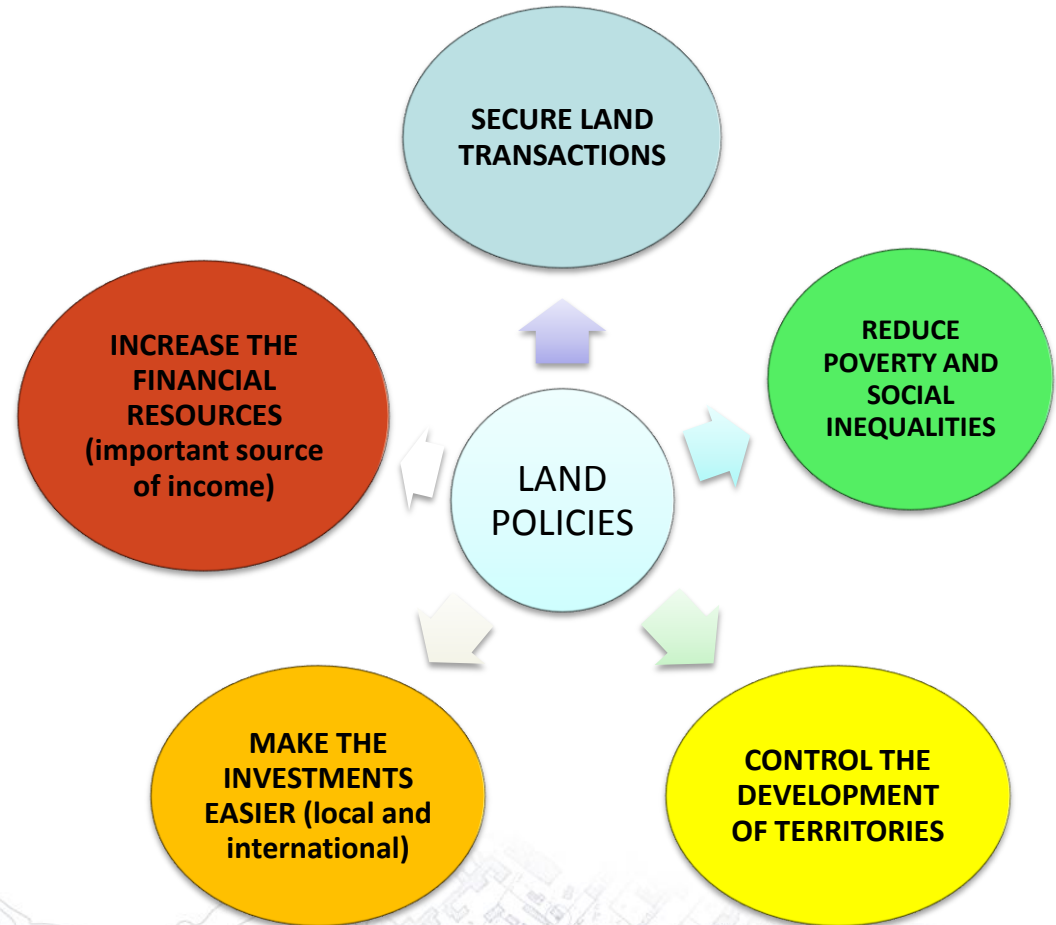 SECURE LAND
TRANSACTIONS
INCREASE THE
FINANCIAL
RESOURCES
(important source
of income)
REDUCE
POVERTY AND
SOCIAL
INEQUALITIES
LAND
POLICIES
MAKE THE
INVESTMENTS
EASIER (local and
international)
CONTROL THE
DEVELOPMENT
OF TERRITORIES